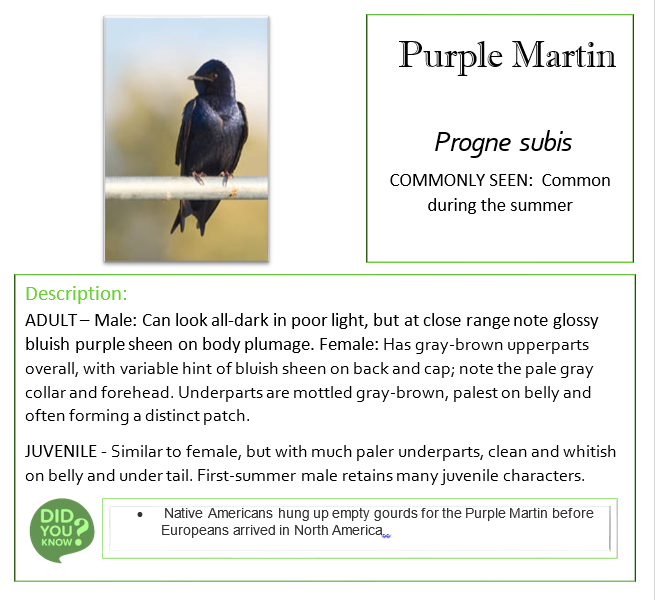 Purple Martin
Progne subis
COMMONLY SEEN: Common
during the summer
Description:
ADULT – Male: Can look all-dark in poor light, but at close range note glossy
bluish purple sheen on body plumage. Female: Has gray-brown upperparts
overall, with variable hint of bluish sheen on back and cap; note the pale gray
collar and forehead. Underparts are mottled gray-brown, palest on belly and
often forming a distinct patch.
JUVENILE - Similar to female, but with much paler underparts, clean and whitish
on belly and under tail. First-summer male retains many juvenile characters.
DID
YOU
KNOW?
• Native Americans hung up empty gourds for the Purple Martin before
Europeans arrived in North America.